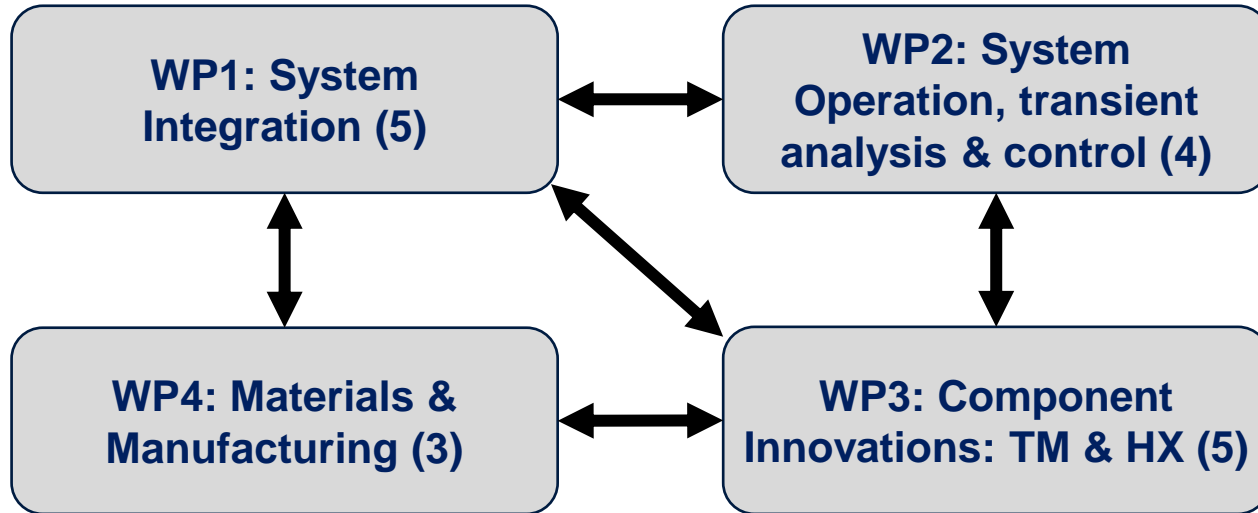 WP1: System
Integration (5)
WP2: System
Operation, transient
analysis & control (4)
WP4: Materials &
Manufacturing (3)
WP3: Component
Innovations: TM & HX (5)